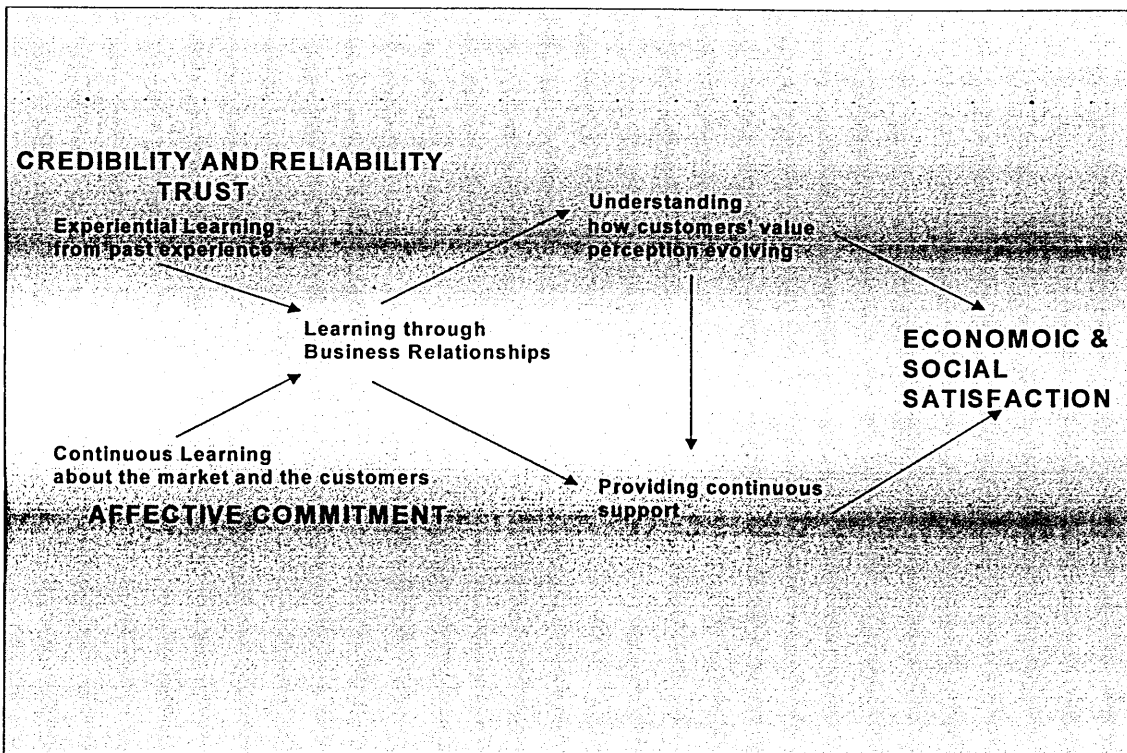 CREDIBILITY AND RELIABILITY
TRUST
Experiential Learning
from past experience
Understanding
how customers' value
perception evolving
Learning through
Business Relationships
ECONOMOIC &
SOCIAL
SATISFACTION
Continuous Learning
about the market and the customers
AFFECTIVE COMMITMENT
Providing continuous
support